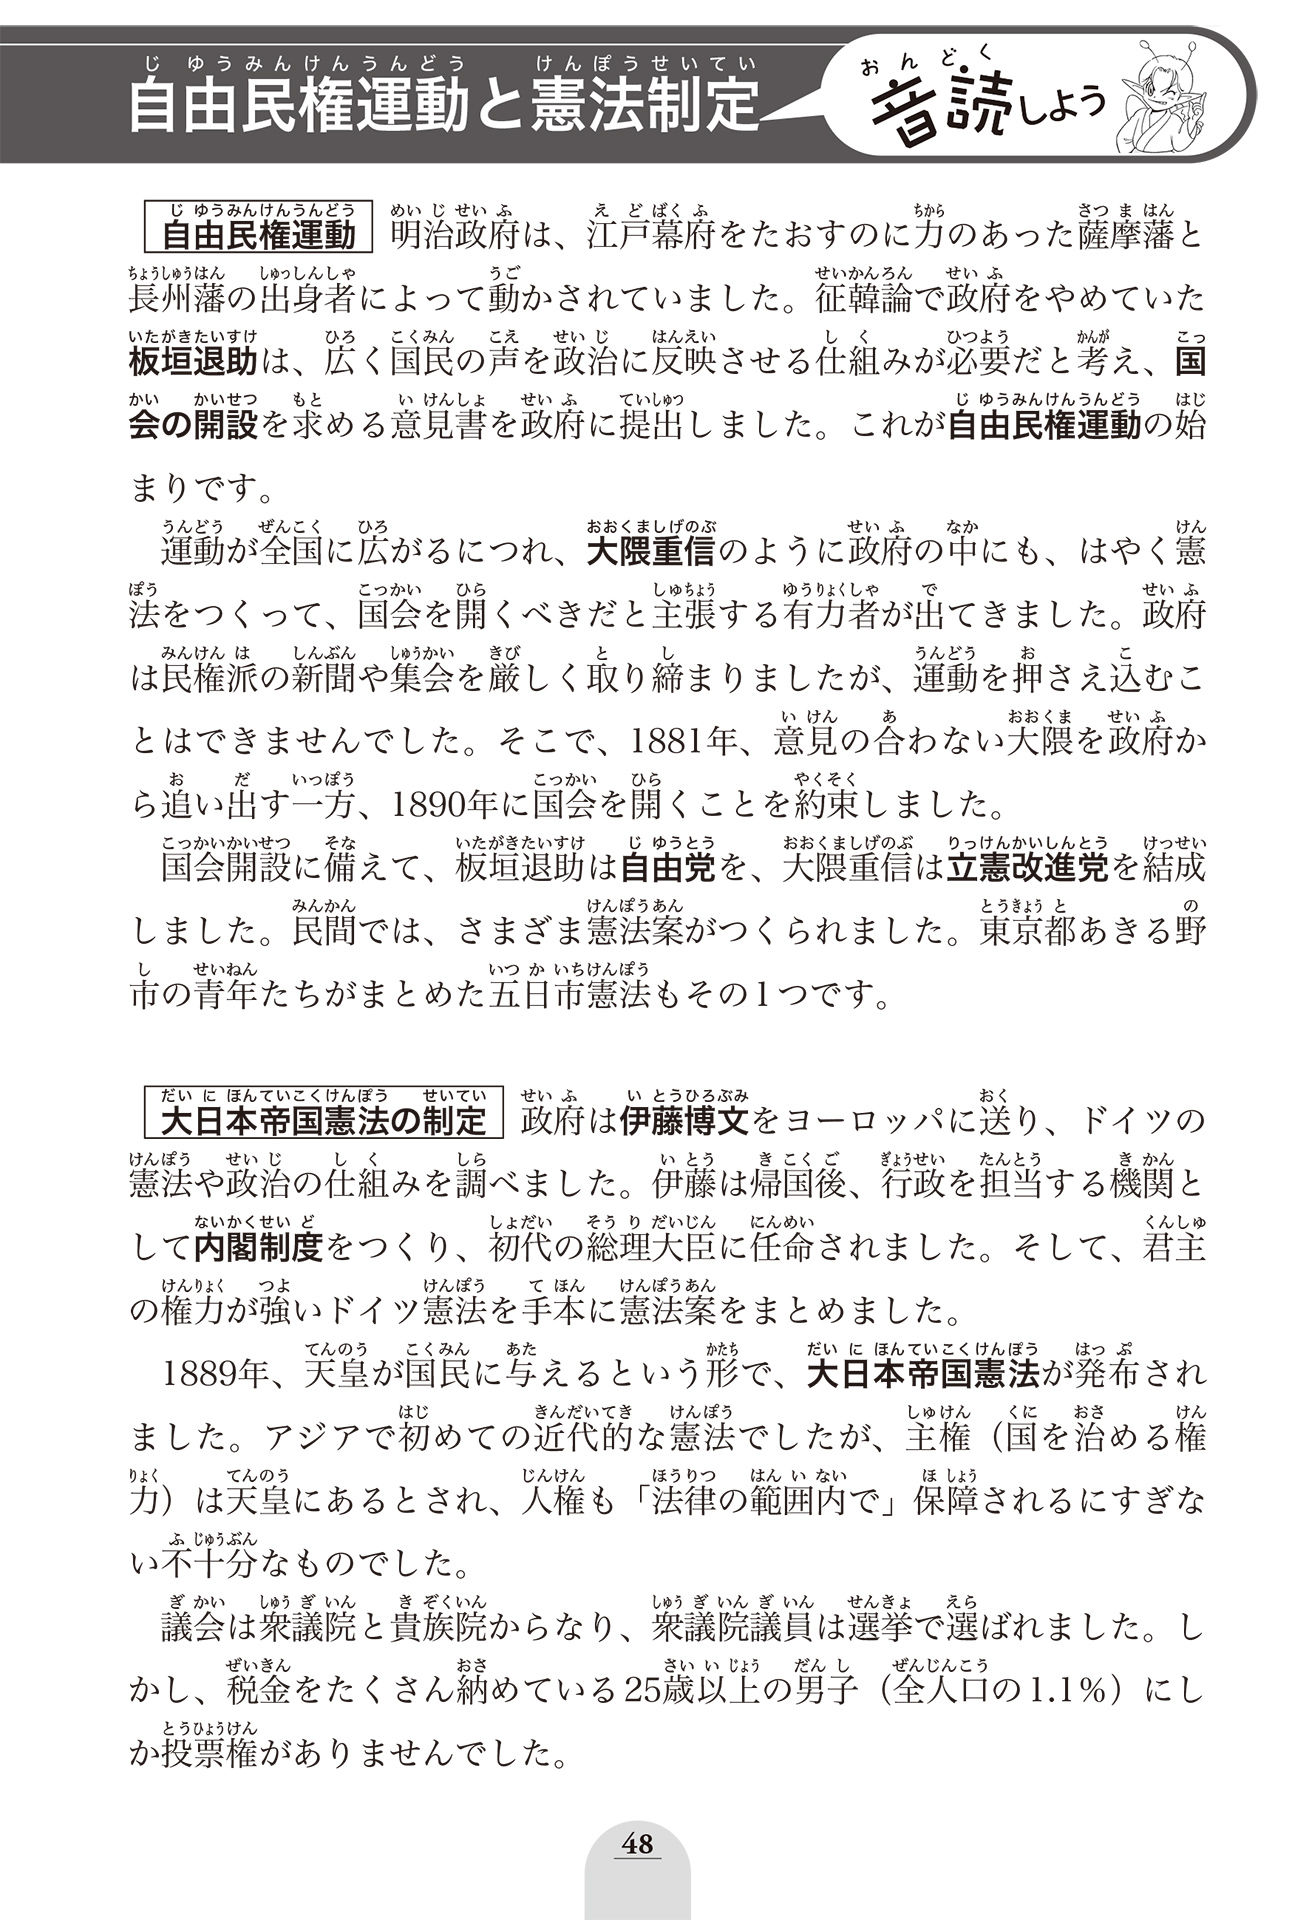 自由民権運動と憲法制定 音読しよう
自由民権運動 明治政府は、江戸幕府をたおすのに力のあった薩摩藩と
長州藩の出身者によって動かされていました。征韓論で政府をやめていた
板垣退助は、広く国民の声を政治に反映させる仕組みが必要だと考え、国
会の開設を求める意見書を政府に提出しました。これが自由民権運動の始
まりです。
運動が全国に広がるにつれ、大隈重信のように政府の中にも、はやく憲
法をつくって、国会を開くべきだと主張する有力者が出てきました。政府
は民権派の新聞や集会を厳しく取り締まりましたが、運動を押さえ込むこ
とはできませんでした。そこで、1881年、意見の合わない大隈を政府か
ら追い出す一方、1890年に国会を開くことを約束しました。
国会開設に備えて、板垣退助は自由党を、大隈重信は立憲改進党を結成
しました。民間では、さまざま憲法案がつくられました。東京都あきる野
市の青年たちがまとめた五日市憲法もその1つです。
大日本帝国憲法の制定 政府は伊藤博文をヨーロッパに送り、ドイツの
憲法や政治の仕組みを調べました。伊藤は帰国後、行政を担当する機関と
して内閣制度をつくり、初代の総理大臣に任命されました。そして、君主
の権力が強いドイツ憲法を手本に憲法案をまとめました。
1889年、天皇が国民に与えるという形で、大日本帝国憲法が発布され
ました。アジアで初めての近代的な憲法でしたが、主権（国を治める権
力）は天皇にあるとされ、人権も「法律の範囲内で」保障されるにすぎな
い不十分なものでした。
議会は衆議院と貴族院からなり、衆議院議員は選挙で選ばれました。し
かし、税金をたくさん納めている25歳以上の男子（全人口の1.1%）にし
か投票権がありませんでした。
48